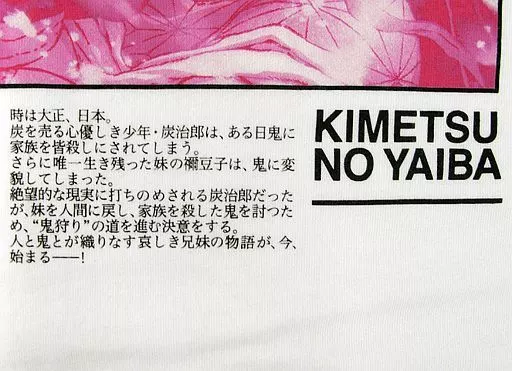 時は大正、日本。
炭を売る心優しき少年・炭治郎は、ある日鬼に
家族を皆殺しにされてしまう。
さらに唯一生き残った妹の禰豆子は、鬼に変
貌してしまった。
絶望的な現実に打ちのめされる炭治郎だった
が、妹を人間に戻し、家族を殺した鬼を討つた
め、“鬼狩り”の道を進む決意をする。
人と鬼とが織りなす哀しき兄妹の物語が、今、
始まる――!
KIMETSU
NO YAIBA